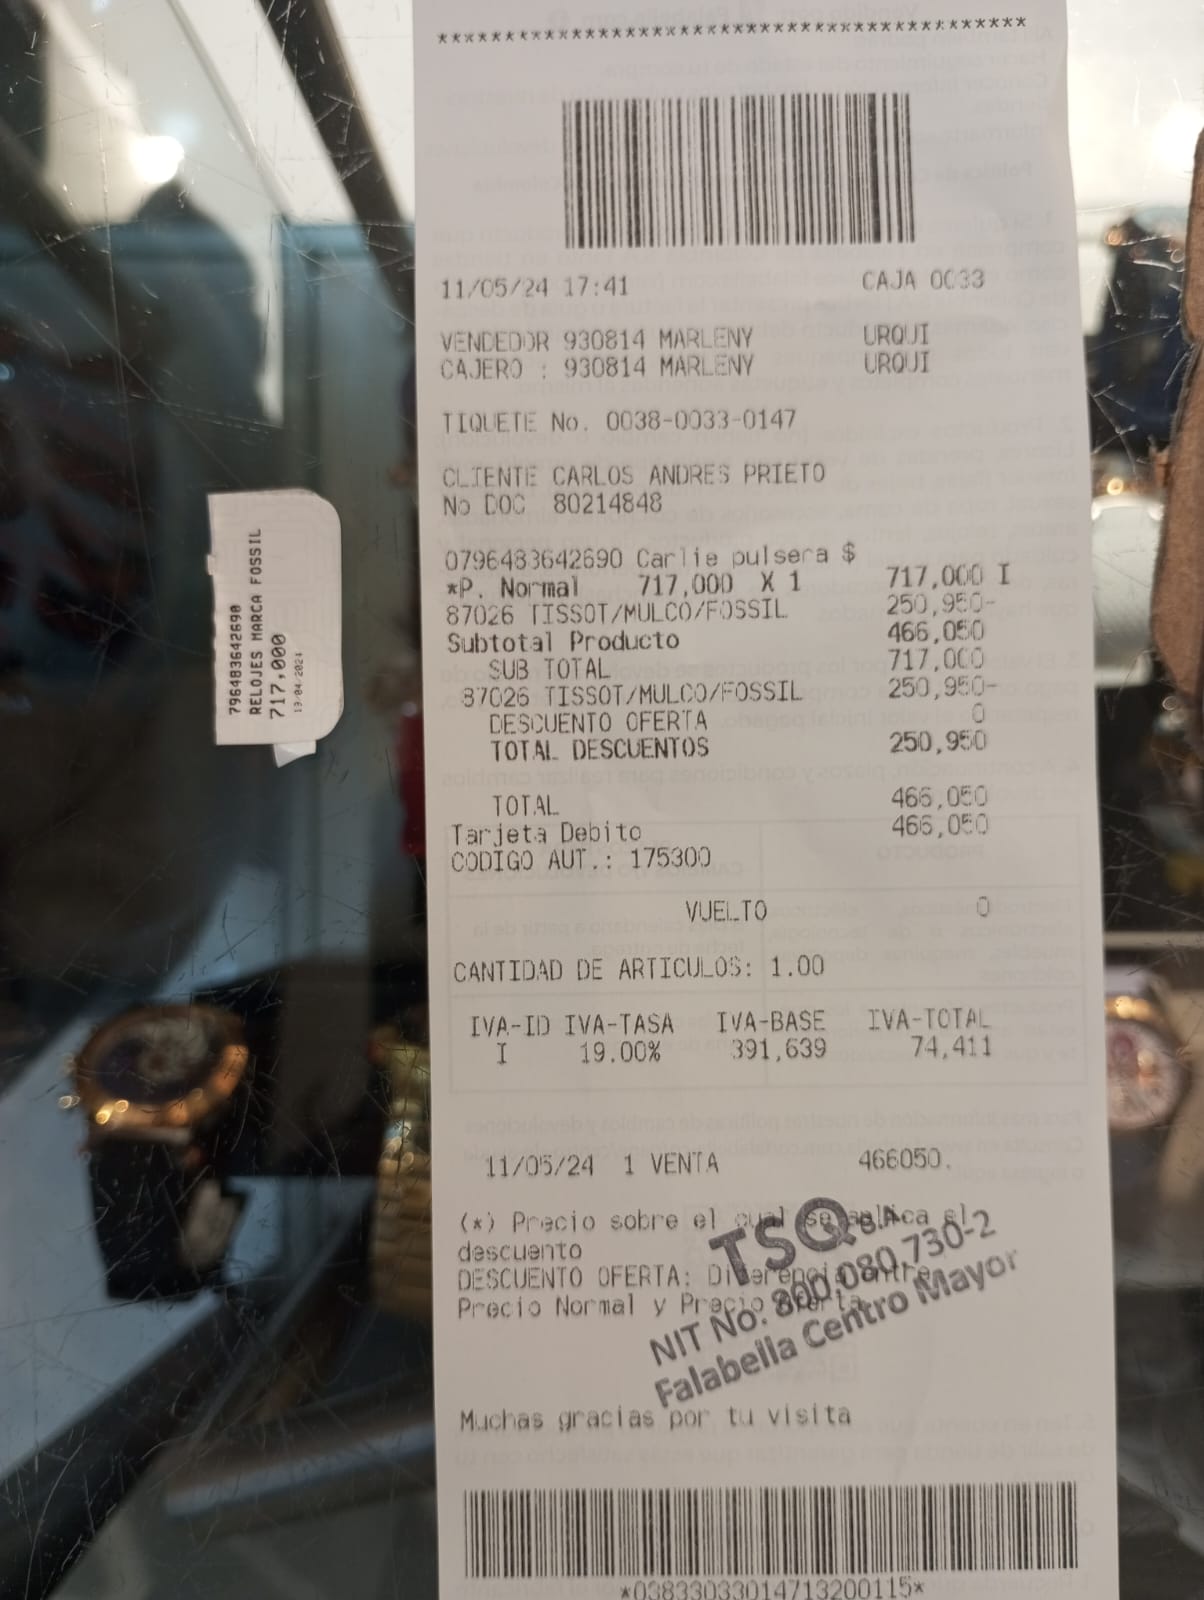 ****************************************
11/05/24 17:41 CAJA 0033
VENDEDOR 930814 MARLENY URQUI
CAJERO : 930814 MARLENY URQUI
TIQUETE No. 0038-0033-0147
CLIENTE CARLOS ANDRES PRIETO
No DOC 80214848
0796483642690 Carlie pulsera $
*P. Normal 717,000 X 1 717,000 I
87026 TISSOT/MULCO/FOSSIL 250,950-
Subtotal Producto 466,050
SUB TOTAL 717,000
87026 TISSOT/MULCO/FOSSIL 250,950-
DESCUENTO OFERTA 0
TOTAL DESCUENTOS 250,950
TOTAL 466,050
Tarjeta Debito 466,050
CODIGO AUT.: 175300
VUELTO 0
CANTIDAD DE ARTICULOS: 1.00
IVA-ID IVA-TASA IVA-BASE IVA-TOTAL
I 19.00% 391,639 74,411
11/05/24 1 VENTA 466050.
(*) Precio sobre el cual se aplica el
descuento
DESCUENTO OFERTA: Diferencia entre
Precio Normal y Precio Oferta
TSQ S.A
NIT No. 800,080,730-2
Falabella Centro Mayor
Muchas gracias por tu visita
*03833033014713200115*
796483642690
RELOJES MARCA FOSSIL
717,000
19/04/2024